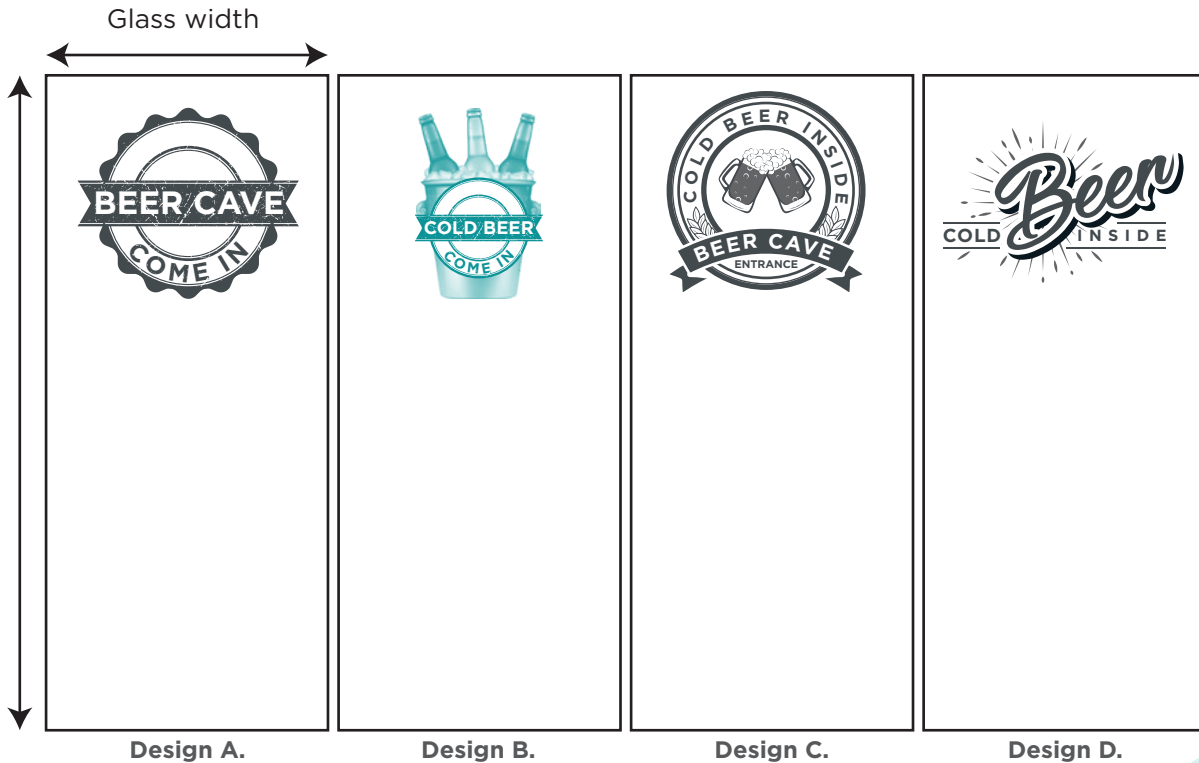 Glass width
BEER CAVE
COME IN
COLD BEER
COME IN
COLD BEER INSIDE
BEER CAVE
ENTRANCE
Beer
COLD INSIDE
Design A.
Design B.
Design C.
Design D.